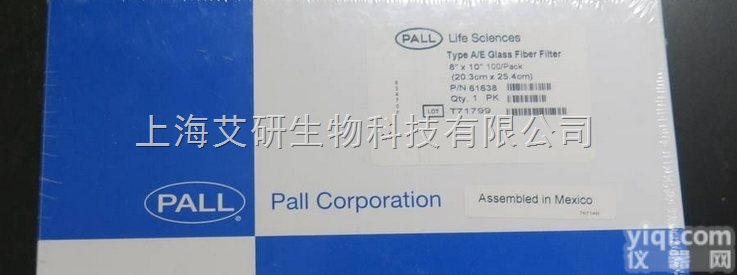 PALL Life Sciences
Type A/E Glass Fiber Filter
8" x 10" 100/Pack
(20.3cm x 25.4cm)
P/N 61638
Qty. 1 PK
LOT T71799
上海艾研生物科技有限公司
PALL
Pall Corporation
Assembled in Mexico
yiqi.com
仪器网